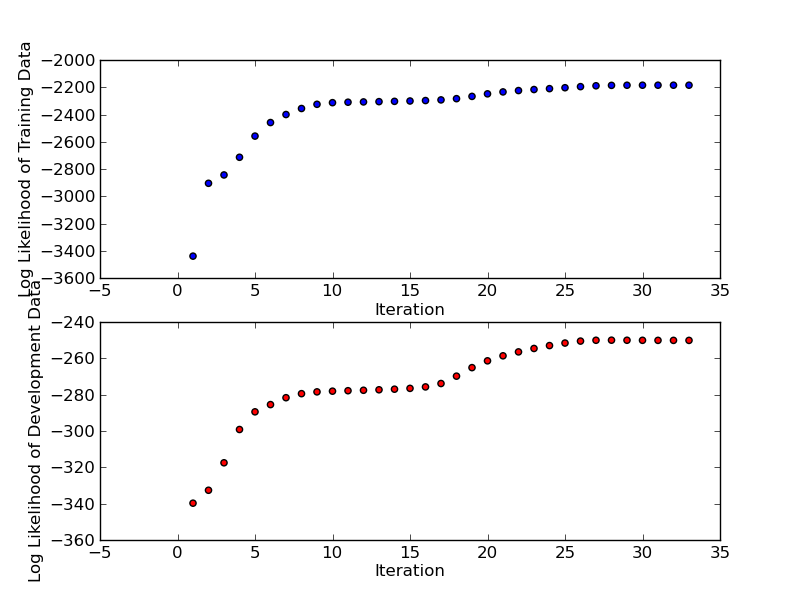 Log Likelihood of Training Data
−2000
−2200
−2400
−2600
−2800
−3000
−3200
−3400
−3600
−5 0 5 10 15 20 25 30 35
Iteration
Log Likelihood of Development Data
−240
−260
−280
−300
−320
−340
−360
−5 0 5 10 15 20 25 30 35
Iteration